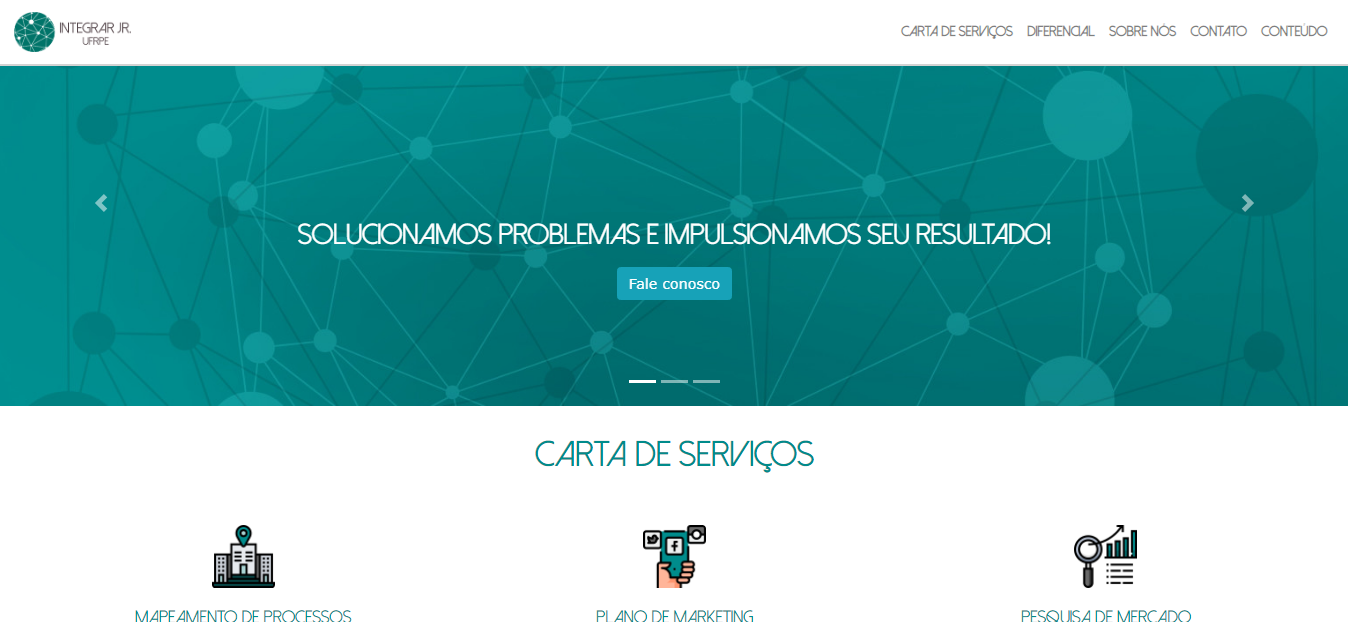 INTEGRAR JR.
UFRPE
CARTA DE SERVIÇOS DIFERENCIAL SOBRE NÓS CONTATO CONTEÚDO
SOLUCIONAMOS PROBLEMAS E IMPULSIONAMOS SEU RESULTADO!
Fale conosco
CARTA DE SERVIÇOS
MAPEAMENTO DE PROCESSOS
PLANO DE MARKETING
PESQUISA DE MERCADO